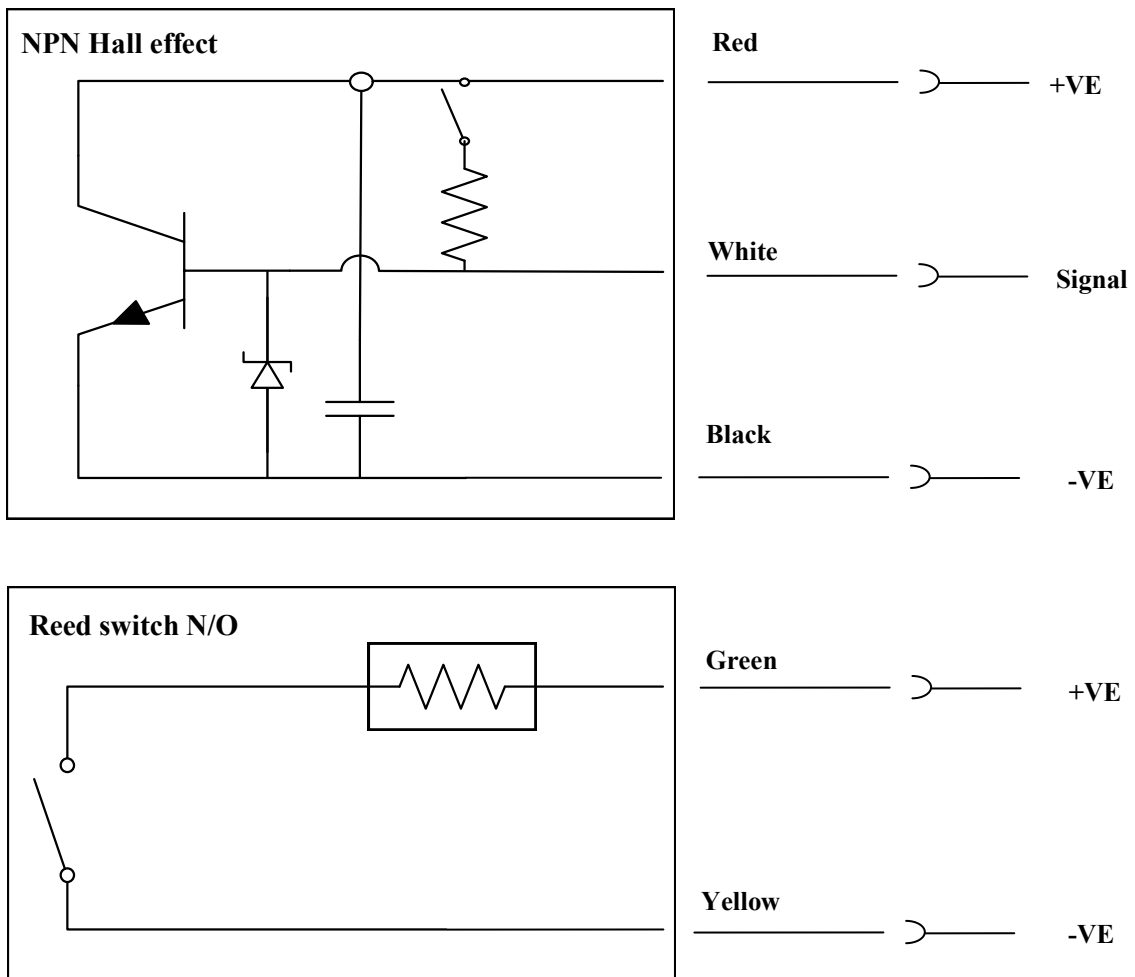 NPN Hall effect
Red
+VE
White
Signal
Black
-VE
Reed switch N/O
Green
+VE
Yellow
-VE